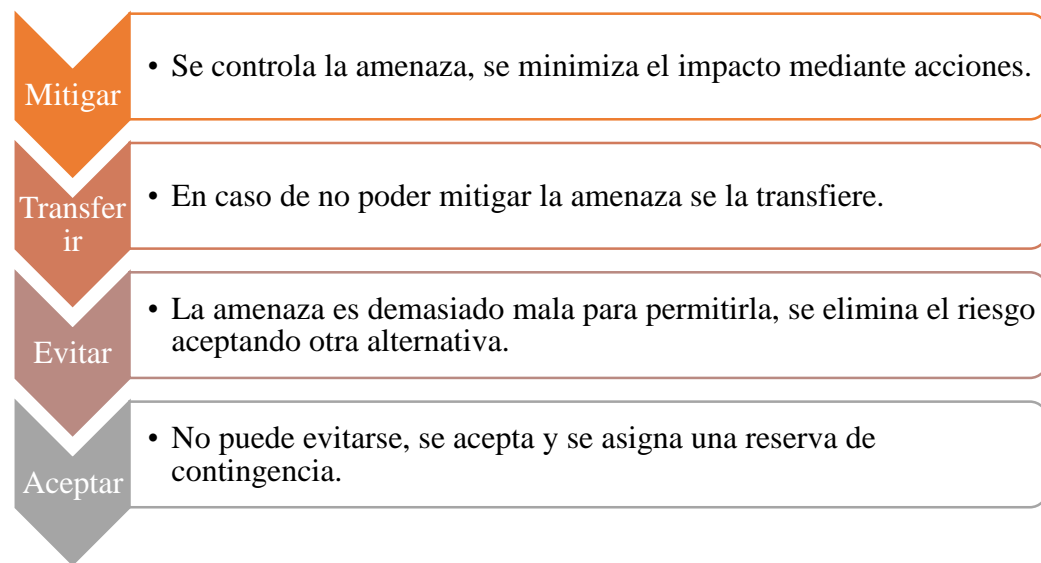 Mitigar
• Se controla la amenaza, se minimiza el impacto mediante acciones.
Transfer
ir
• En caso de no poder mitigar la amenaza se la transfiere.
Evitar
• La amenaza es demasiado mala para permitirla, se elimina el riesgo
aceptando otra alternativa.
Aceptar
• No puede evitarse, se acepta y se asigna una reserva de
contingencia.